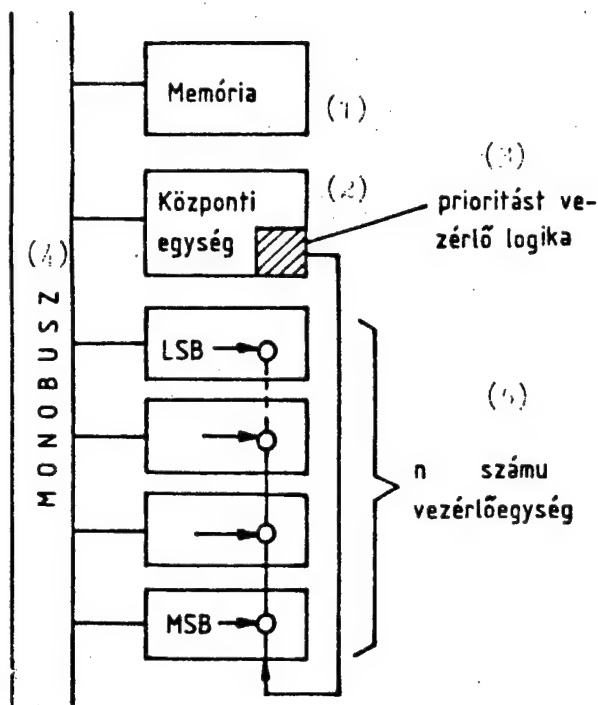 Memória
(1)
(2)
(3)
Központi
egység
prioritást ve-
zérlő logika
(4)
MONOBUSZ
LSB
(5)
n számu
vezérlőegység
MSB